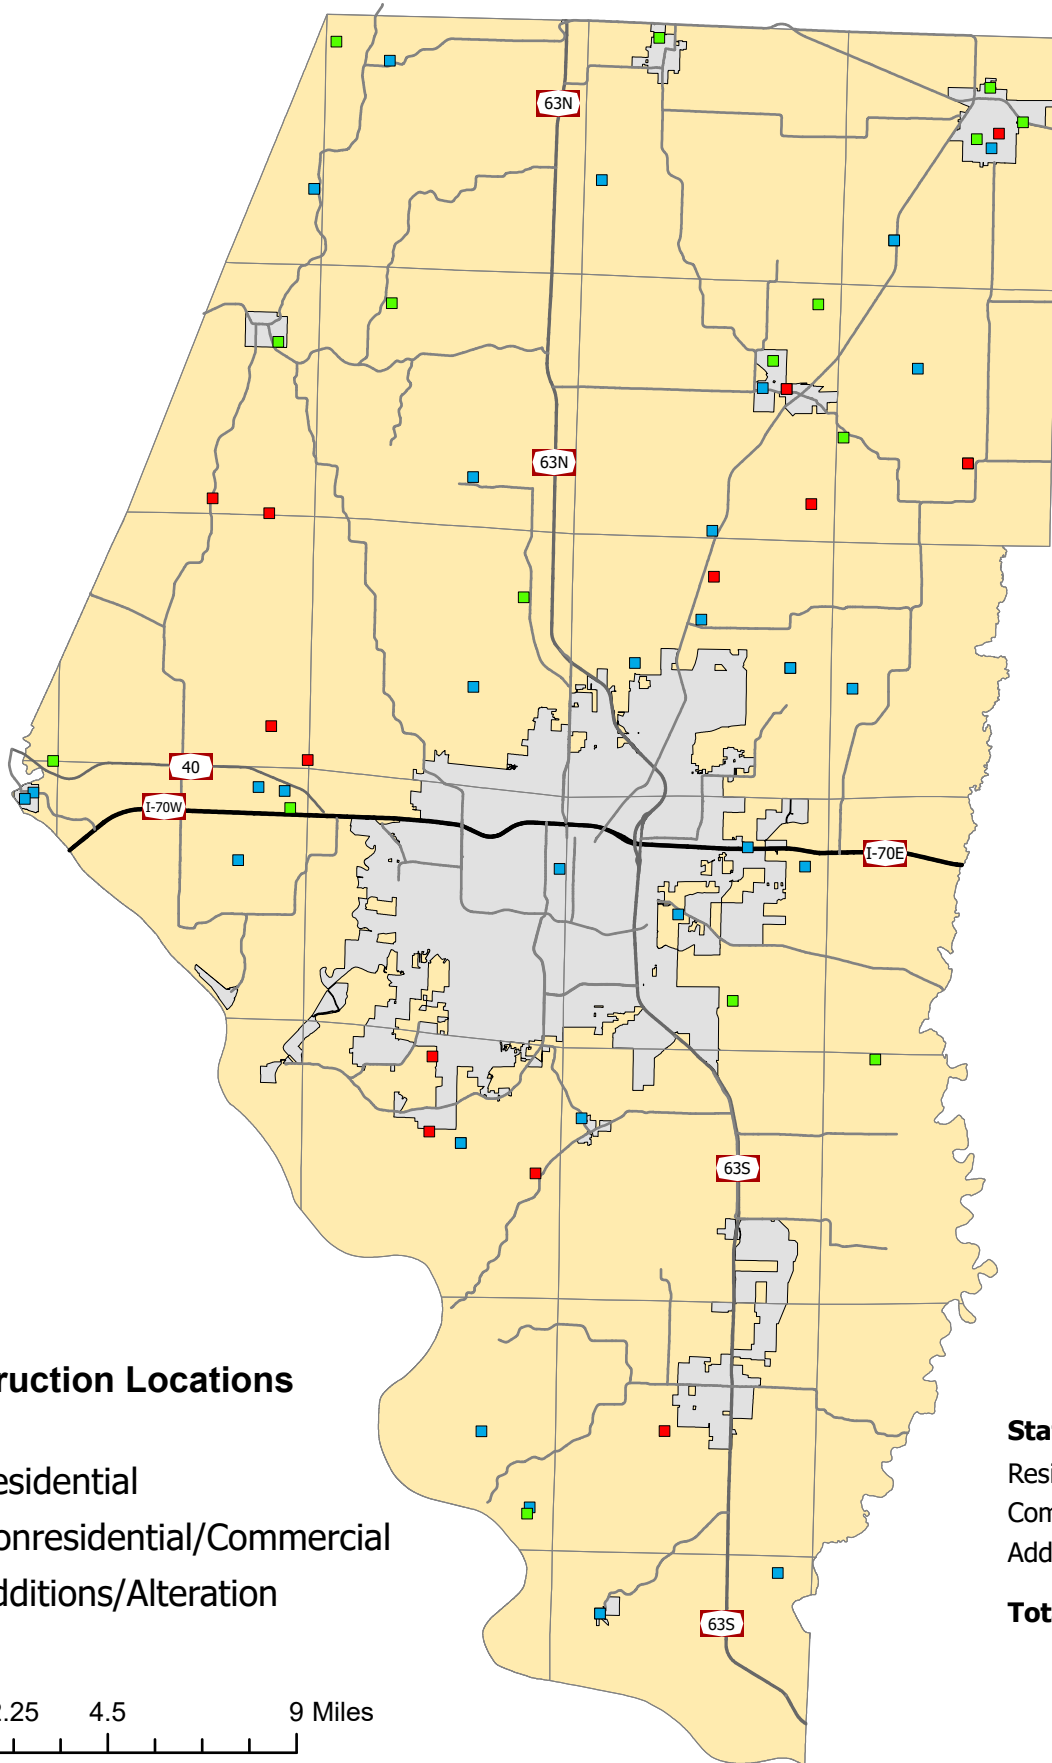 63N
63N
40
I-70W
I-70E
63S
ruction Locations
Sta
esidential
Resi
onresidential/Commercial
Com
dditions/Alteration
Add
Tot
63S
2.25 4.5 9 Miles